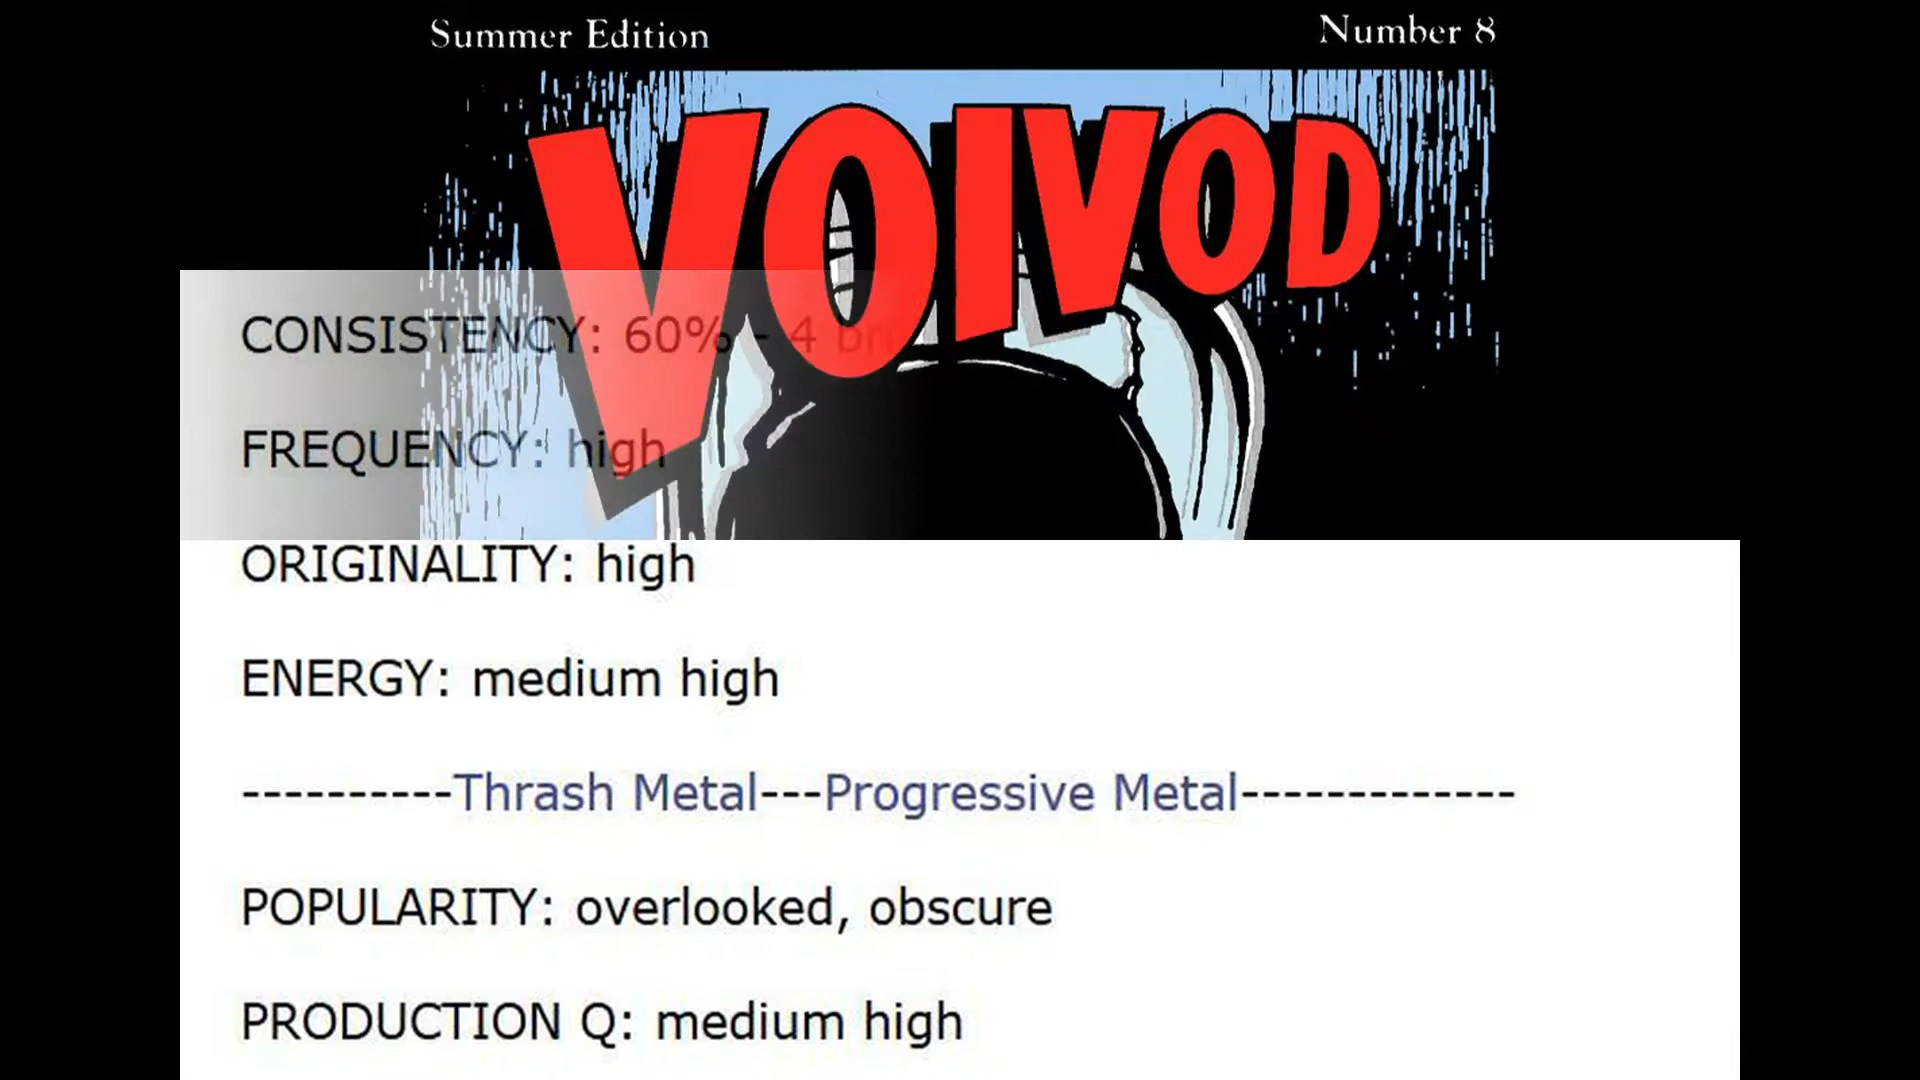 Summer Edition
Number 8
VOIVOD
CONSISTENCY: 60% - 4
FREQUENCY: high
ORIGINALITY: high
ENERGY: medium high
----------Thrash Metal---Progressive Metal-------------
POPULARITY: overlooked, obscure
PRODUCTION Q: medium high